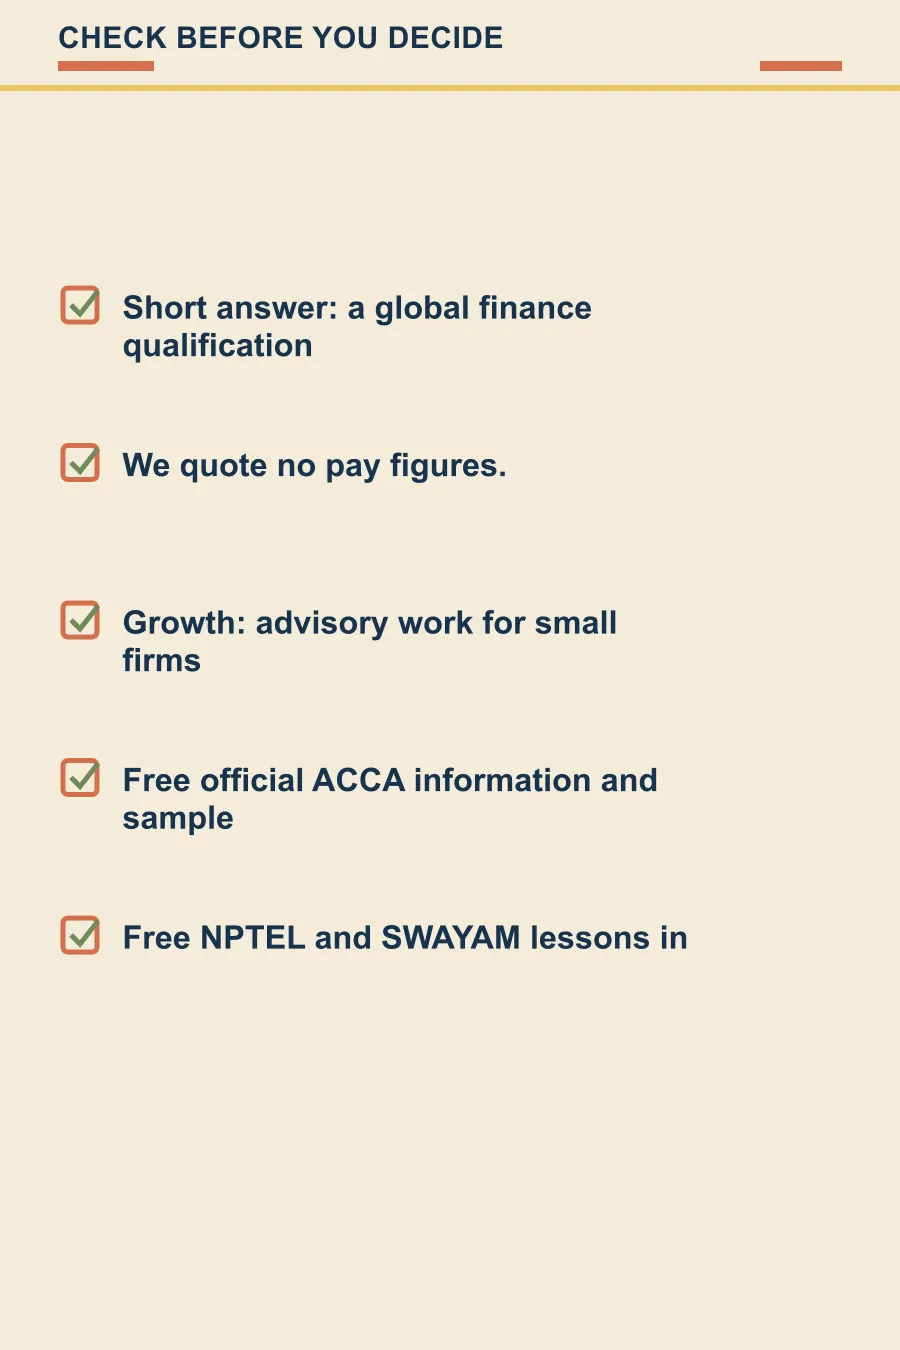 CHECK BEFORE YOU DECIDE
Short answer: a global finance
qualification
We quote no pay figures.
Growth: advisory work for small
firms
Free official ACCA information and
sample
Free NPTEL and SWAYAM lessons in